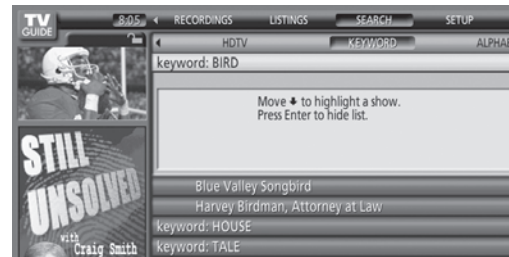 TV GUIDE
8:05 RECORDINGS LISTINGS SEARCH SETUP
HDTV KEYWORD ALPHA
keyword: BIRD
Move to highlight a show.
Press Enter to hide list.
Blue Valley Songbird
Harvey Birdman, Attorney at Law
keyword: HOUSE
keyword: TALE
STILL
UNSOLVED
with
Craig Smith